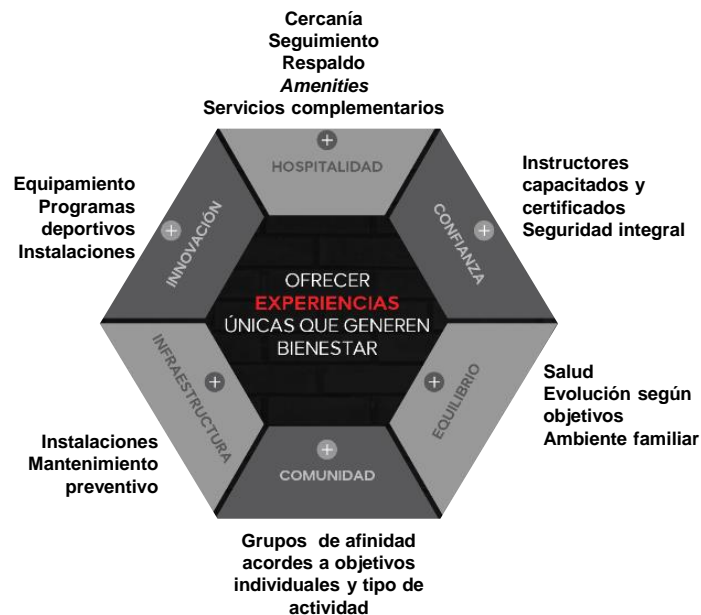 Cercanía
Seguimiento
Respaldo
Amenities
Servicios complementarios
HOSPITALIDAD
Instructores
capacitados y
certificados
Seguridad integral
CONFIANZA
Salud
Evolución según
objetivos
Ambiente familiar
EQUILIBRIO
Grupos de afinidad
acordes a objetivos
individuales y tipo de
actividad
COMUNIDAD
Instalaciones
Mantenimiento
preventivo
INFRAESTRUCTURA
Equipamiento
Programas
deportivos
Instalaciones
INNOVACIÓN
OFRECER
EXPERIENCIAS
ÚNICAS QUE GENEREN
BIENESTAR